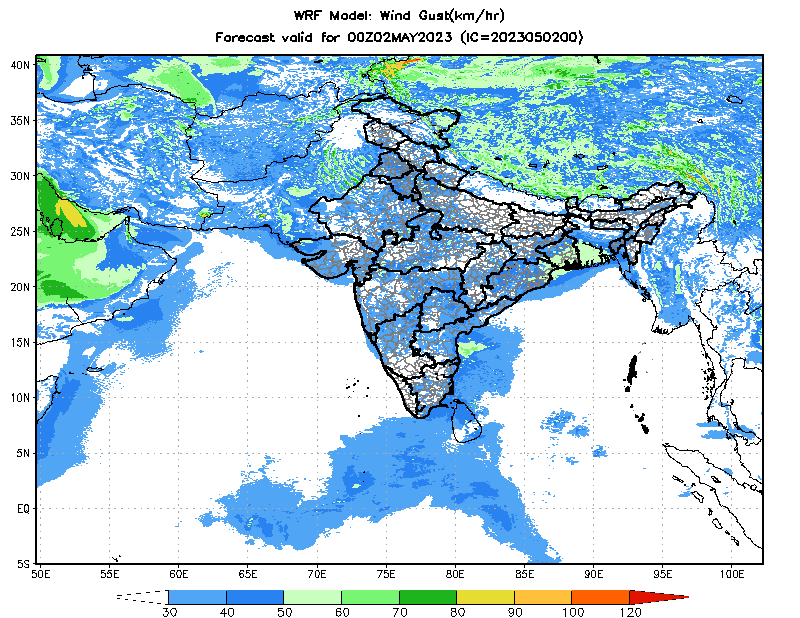 WRF Model: Wind Gust(km/hr)
Forecast valid for 00Z02MAY2023 (IC=2023050200)
40N
35N
30N
25N
20N
15N
10N
5N
EQ
5S
50E 55E 60E 65E 70E 75E 80E 85E 90E 95E 100E
30 40 50 60 70 80 90 100 120